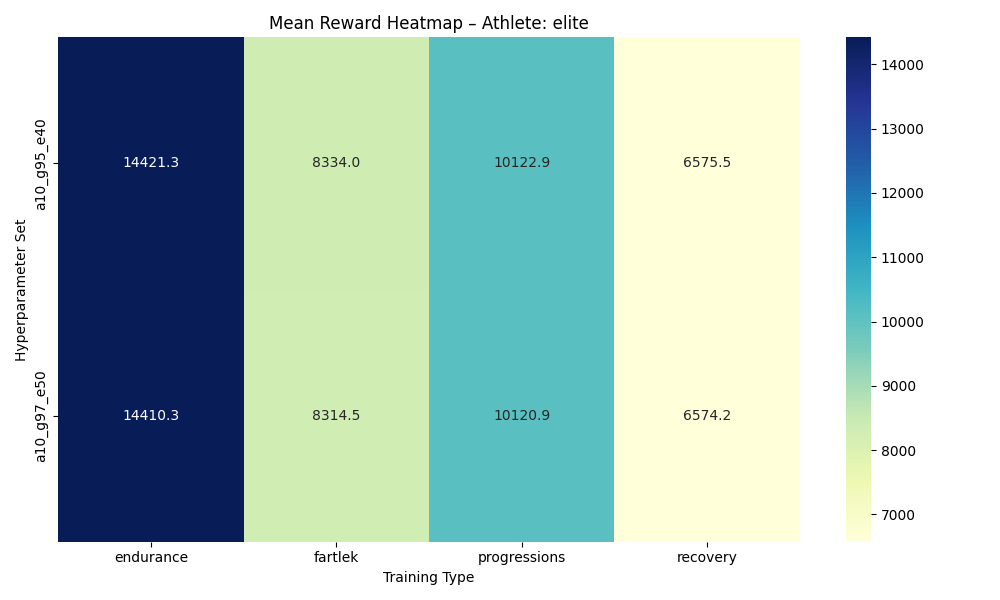 Mean Reward Heatmap – Athlete: elite
Hyperparameter Set
a10_g95_e40
14421.3 8334.0 10122.9 6575.5
a10_g97_e50
14410.3 8314.5 10120.9 6574.2
endurance fartlek progressions recovery
Training Type
14000
13000
12000
11000
10000
9000
8000
7000